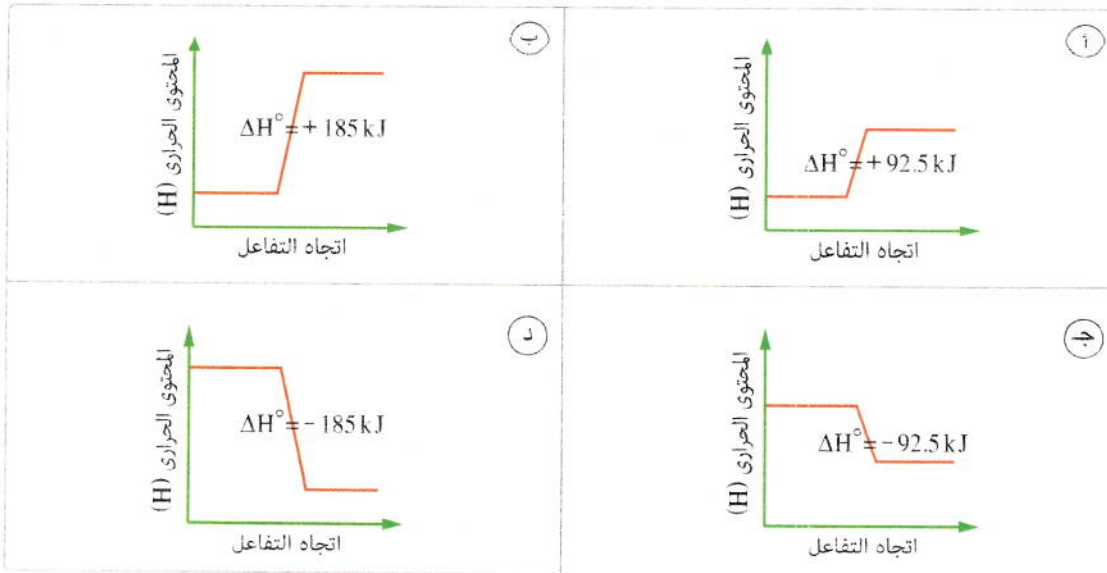 أ
المحتوى الحرارى (H)
ΔH°= + 92.5 kJ
اتجاه التفاعل
ب
المحتوى الحرارى (H)
ΔH°= + 185 kJ
اتجاه التفاعل
جـ
المحتوى الحرارى (H)
ΔH°= − 92.5 kJ
اتجاه التفاعل
د
المحتوى الحرارى (H)
ΔH°= − 185 kJ
اتجاه التفاعل